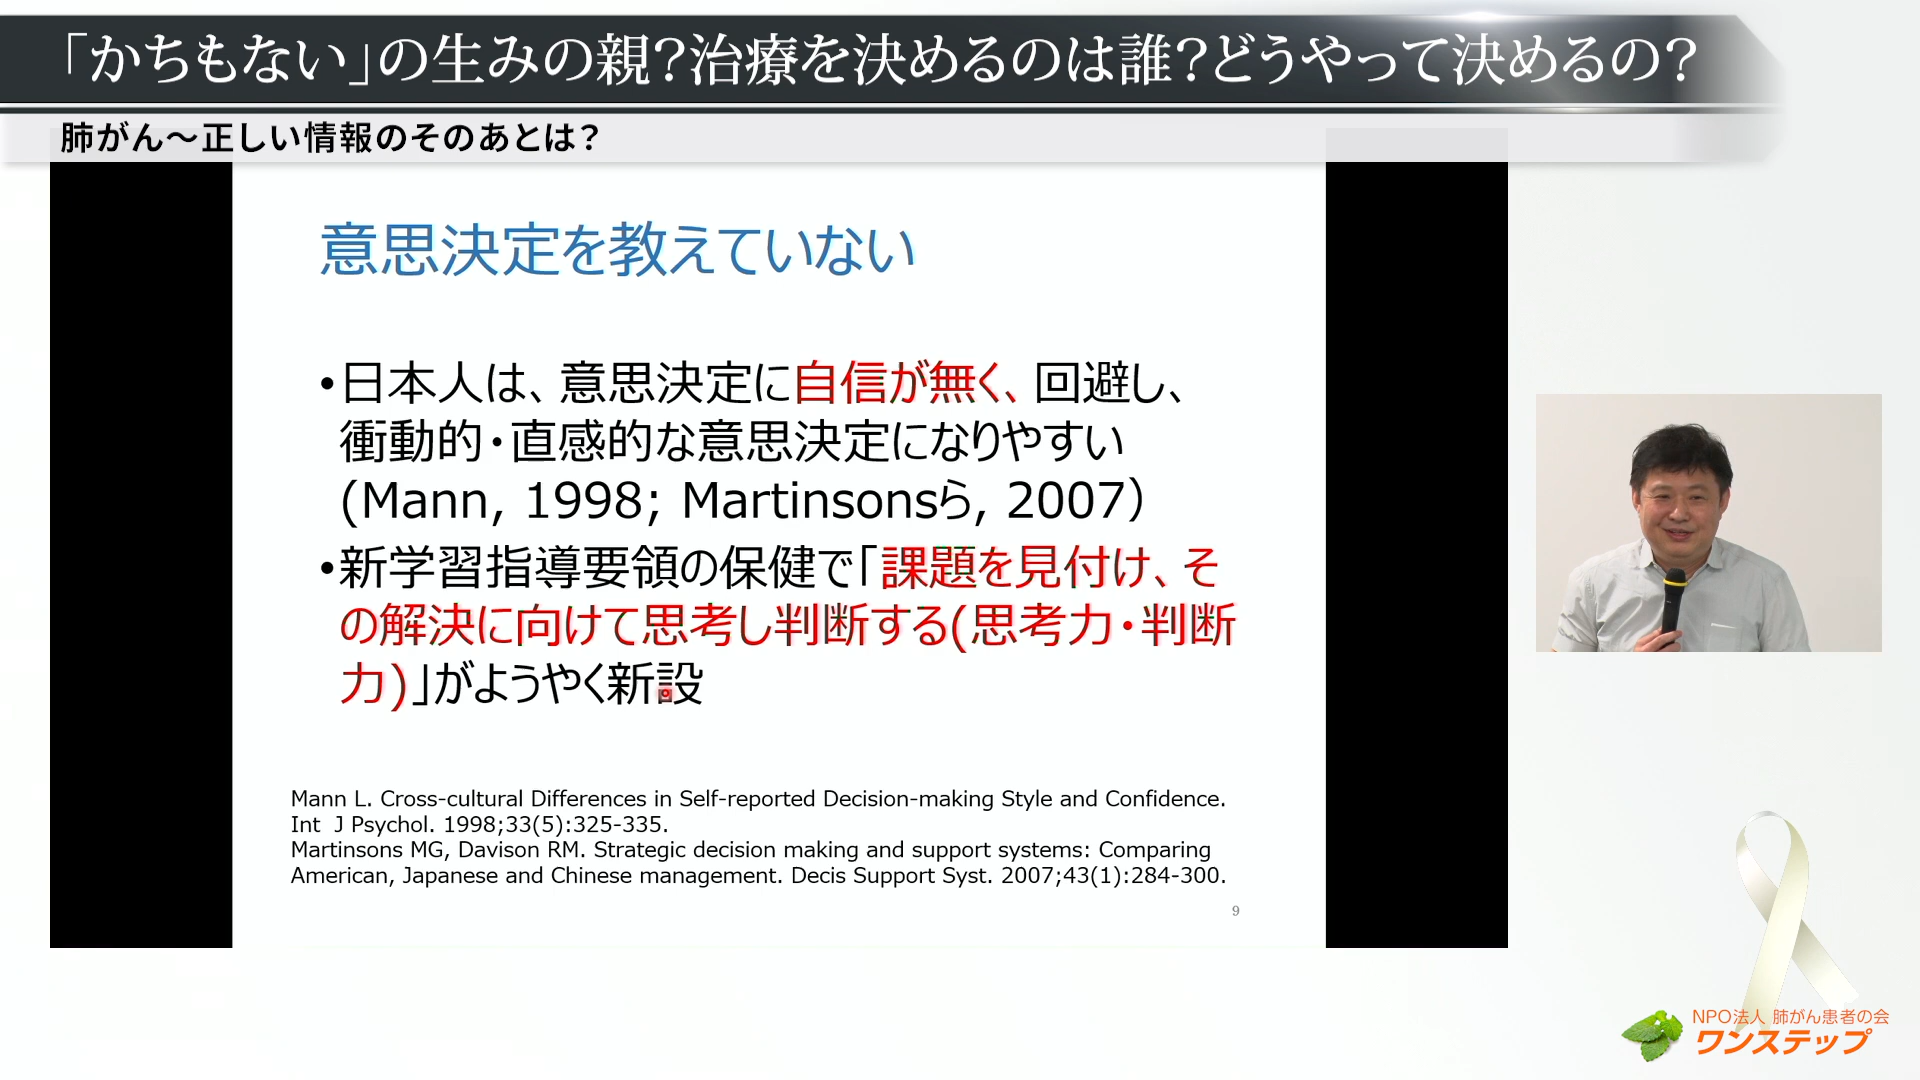 「かちもない」の生みの親?治療を決めるのは誰?どうやって決めるの?
肺がん～正しい情報のそのあとは?
意思決定を教えていない
•日本人は、意思決定に自信が無く、回避し、
衝動的・直感的な意思決定になりやすい
(Mann, 1998; Martinsonsら, 2007)
•新学習指導要領の保健で「課題を見付け、そ
の解決に向けて思考し判断する(思考力・判断
力)」がようやく新設
Mann L. Cross-cultural Differences in Self-reported Decision-making Style and Confidence.
Int J Psychol. 1998;33(5):325-335.
Martinsons MG, Davison RM. Strategic decision making and support systems: Comparing
American, Japanese and Chinese management. Decis Support Syst. 2007;43(1):284-300.
9
NPO法人 肺がん患者の会
ワンステップ